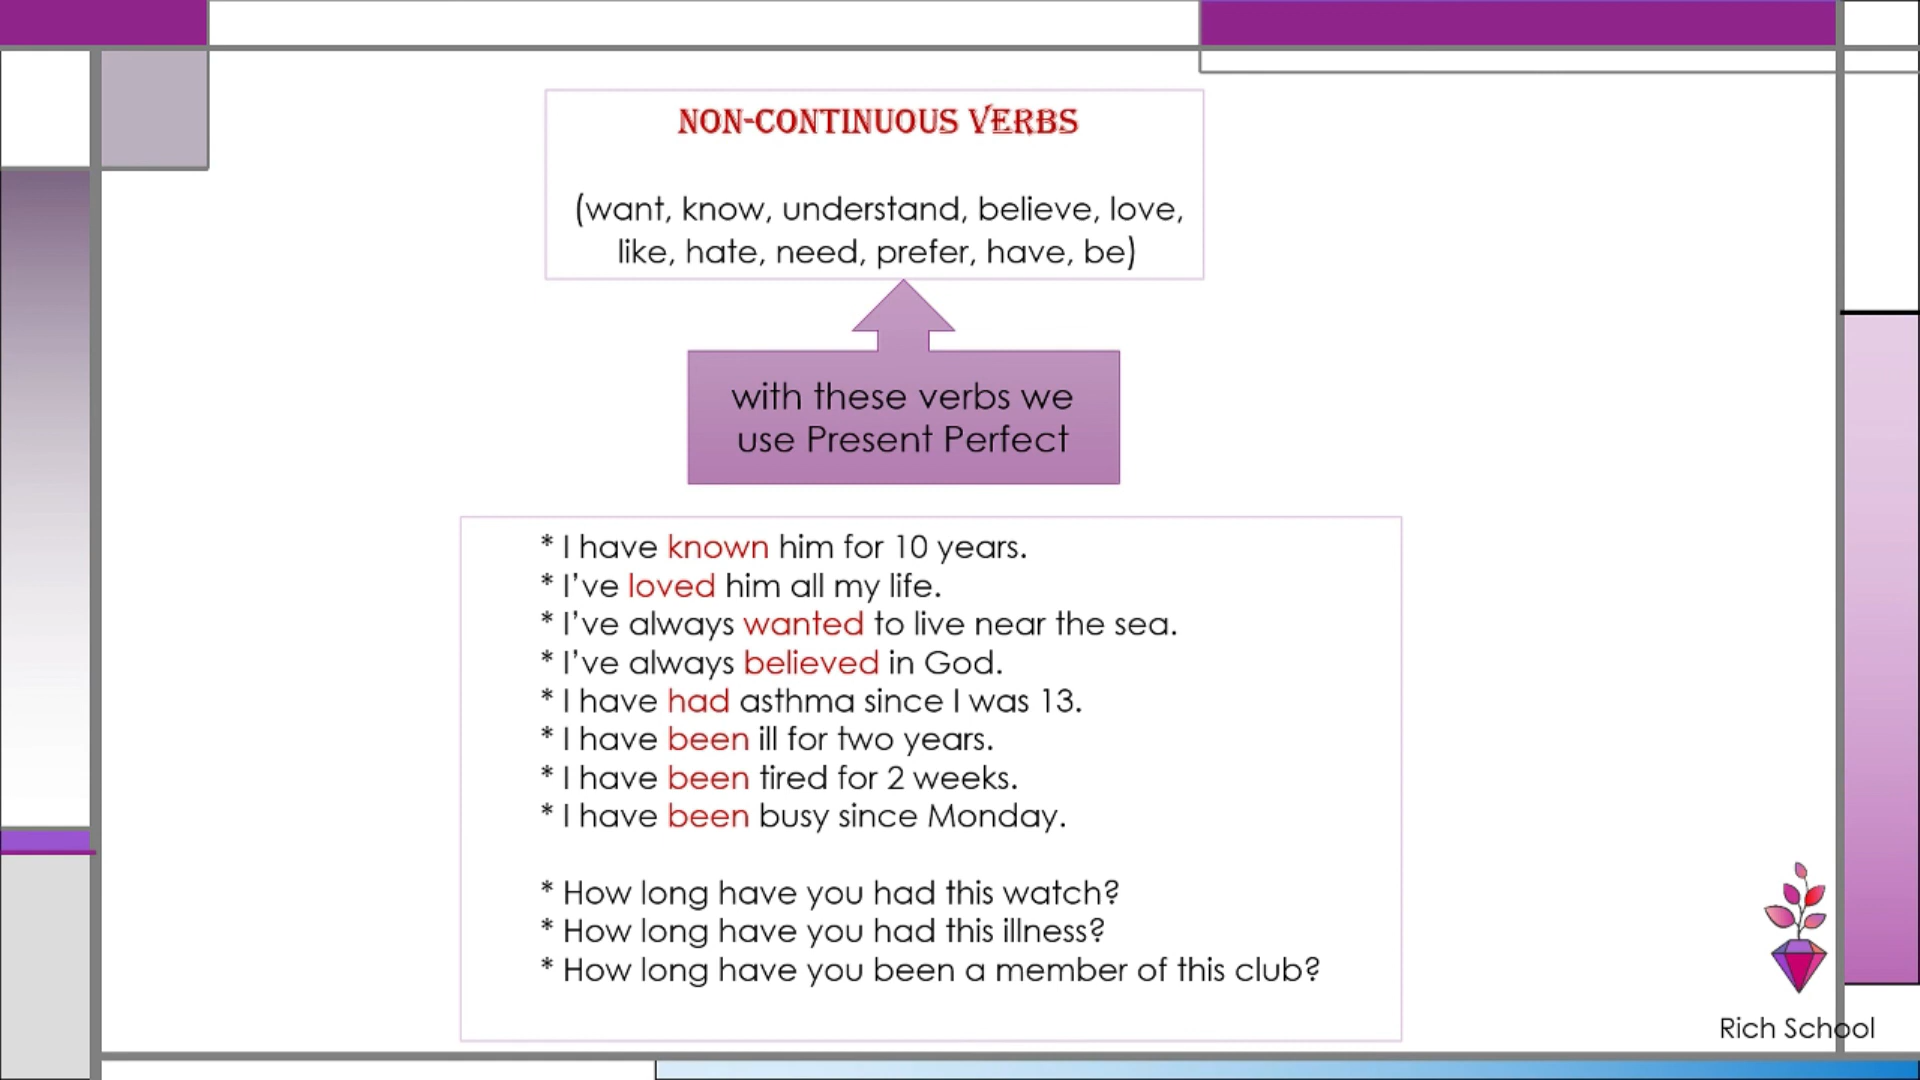 NON-CONTINUOUS VERBS
(want, know, understand, believe, love,
like, hate, need, prefer, have, be)
with these verbs we
use Present Perfect
* I have known him for 10 years.
* I’ve loved him all my life.
* I’ve always wanted to live near the sea.
* I’ve always believed in God.
* I have had asthma since I was 13.
* I have been ill for two years.
* I have been tired for 2 weeks.
* I have been busy since Monday.
* How long have you had this watch?
* How long have you had this illness?
* How long have you been a member of this club?
Rich School